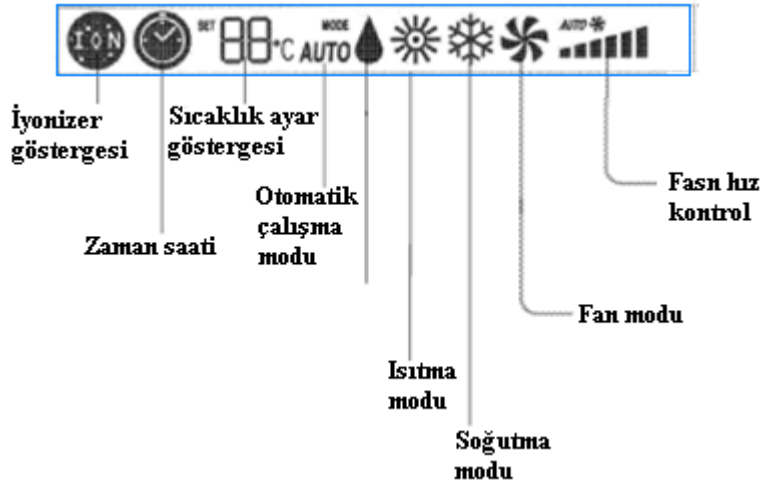 ION SET 88°C MODE AUTO AUTO
İyonizer
göstergesi
Sıcaklık ayar
göstergesi
Zaman saati
Otomatik
çalışma
modu
Fasn hız
kontrol
Fan modu
Isıtma
modu
Soğutma
modu